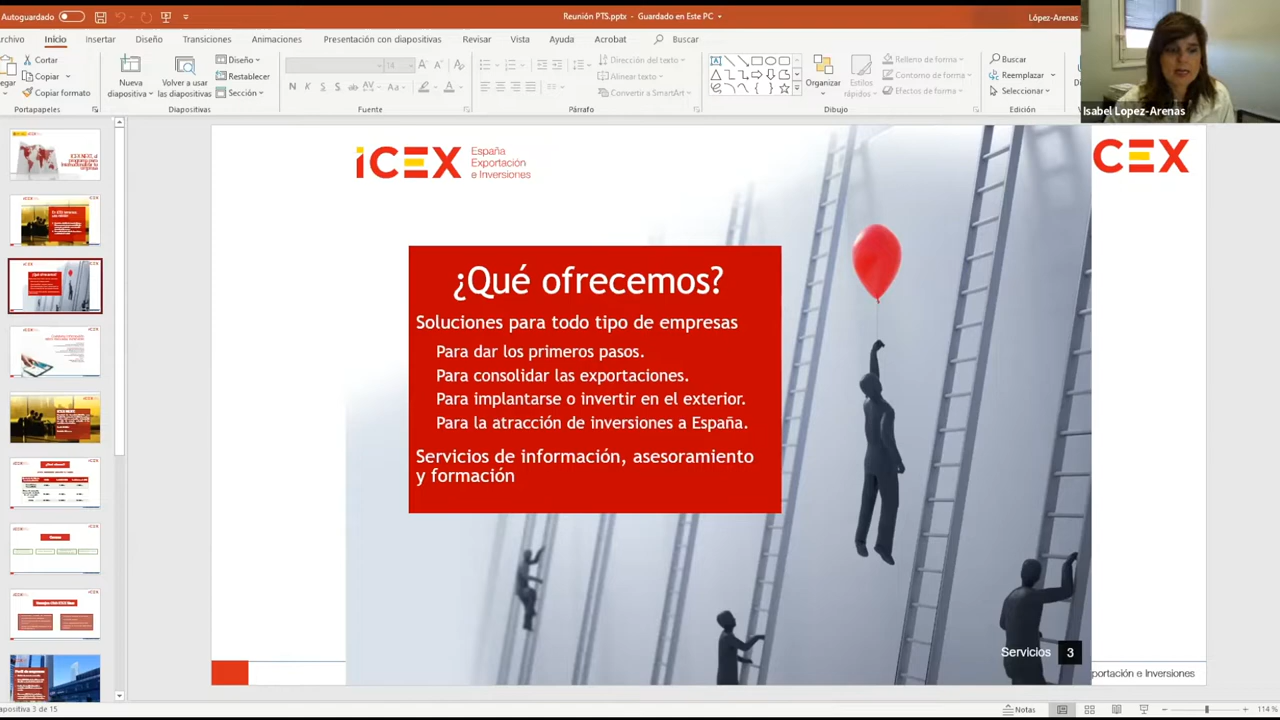 Autoguardado
Reunión PTS.pptx - Guardado en Este PC
López-Arenas
rchivo Inicio Insertar Diseño Transiciones Animaciones Presentación con diapositivas Revisar Vista Ayuda Acrobat Buscar
Cortar
Copiar
Copiar formato
Portapapeles
Nueva diapositiva
Volver a usar las diapositivas
Diseño
Restablecer
Sección
Diapositivas
14
N K S
Fuente
Dirección del texto
Alinear texto
Convertir a SmartArt
Párrafo
Organizar
Estilos rápidos
Relleno de forma
Contorno de forma
Efectos de forma
Dibujo
Buscar
Reemplazar
Seleccionar
Edición
Isabel Lopez-Arenas
iCEX
España
Exportación
e Inversiones
CEX
¿Qué ofrecemos?
Soluciones para todo tipo de empresas
Para dar los primeros pasos.
Para consolidar las exportaciones.
Para implantarse o invertir en el exterior.
Para la atracción de inversiones a España.
Servicios de información, asesoramiento
y formación
Servicios 3
portación e Inversiones
apositiva 3 de 15
Notas
114 %